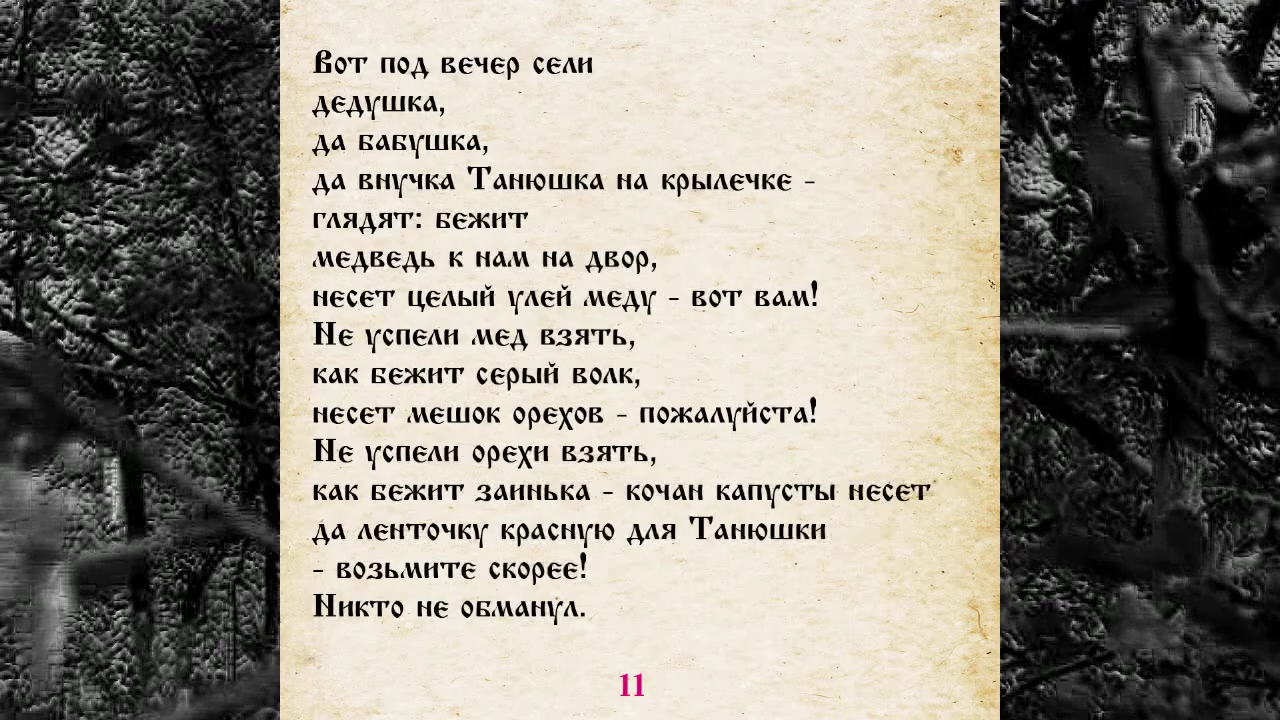 Вот под вечер сели
дедушка,
да бабушка,
да внучка Танюшка на крылечке -
глядят: бежит
медведь к нам на двор,
несет целый улей меду - вот вам!
Не успели мед взять,
как бежит серый волк,
несет мешок орехов - пожалуйста!
Не успели орехи взять,
как бежит заинька - кочан капусты несет
да ленточку красную для Танюшки
- возьмите скорее!
Никто не обманул.
11